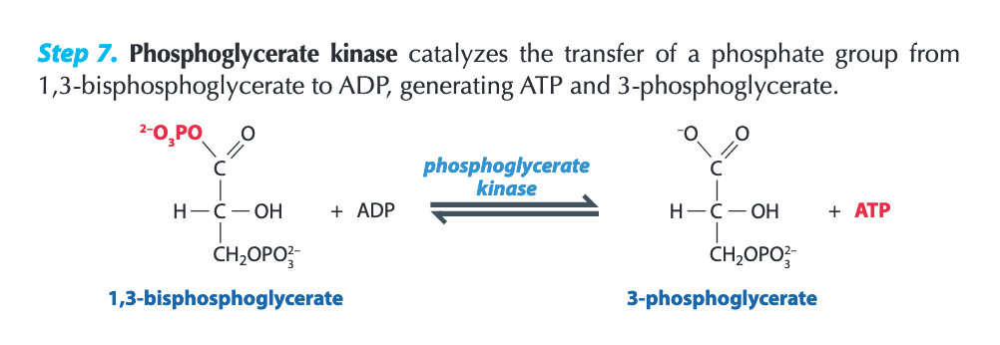 Step 7. Phosphoglycerate kinase catalyzes the transfer of a phosphate group from
1,3-bisphosphoglycerate to ADP, generating ATP and 3-phosphoglycerate.
²⁻O₃PO O
C
H—C—OH + ADP
CH₂OPO₃²⁻
1,3-bisphosphoglycerate
phosphoglycerate
kinase
⁻O O
C
H—C—OH + ATP
CH₂OPO₃²⁻
3-phosphoglycerate